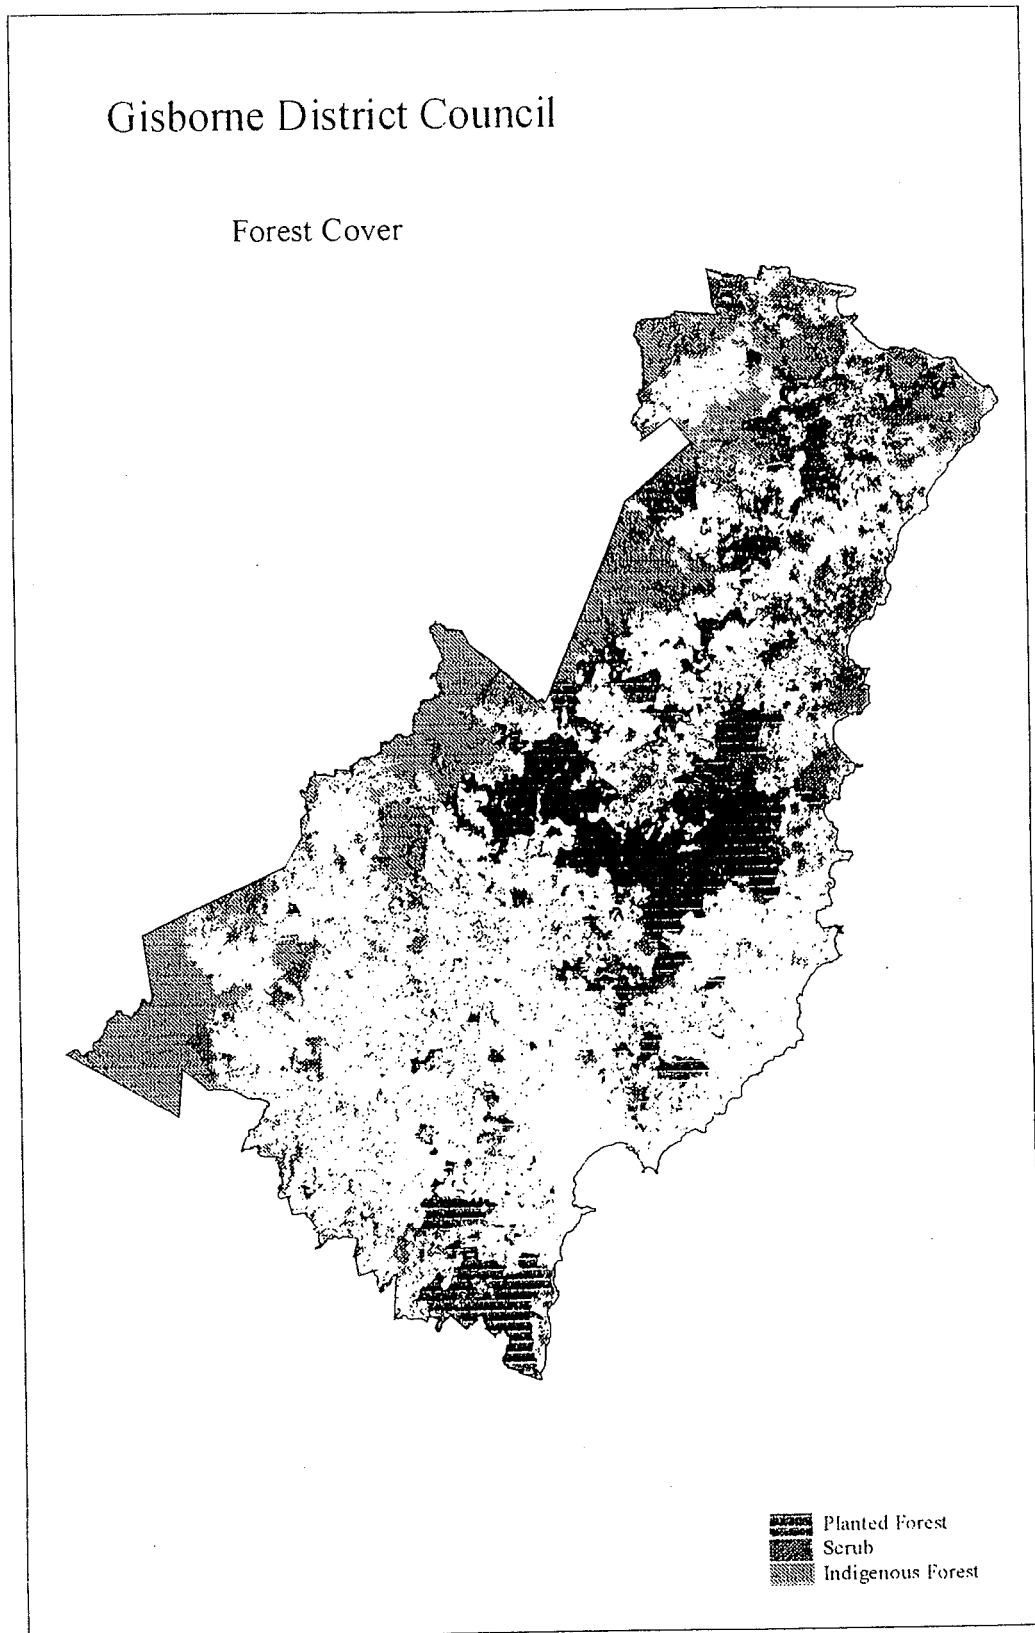 Gisborne District Council
Forest Cover
Planted Forest
Scrub
Indigenous Forest